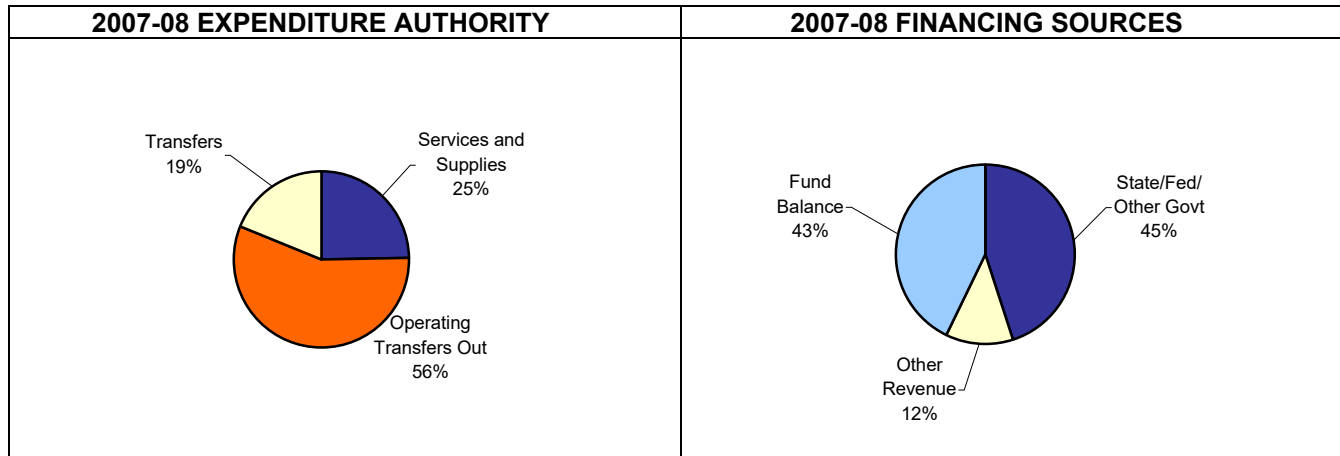 2007-08 EXPENDITURE AUTHORITY
Transfers
19%
Services and
Supplies
25%
Operating
Transfers Out
56%
2007-08 FINANCING SOURCES
Fund
Balance
43%
State/Fed/
Other Govt
45%
Other
Revenue
12%